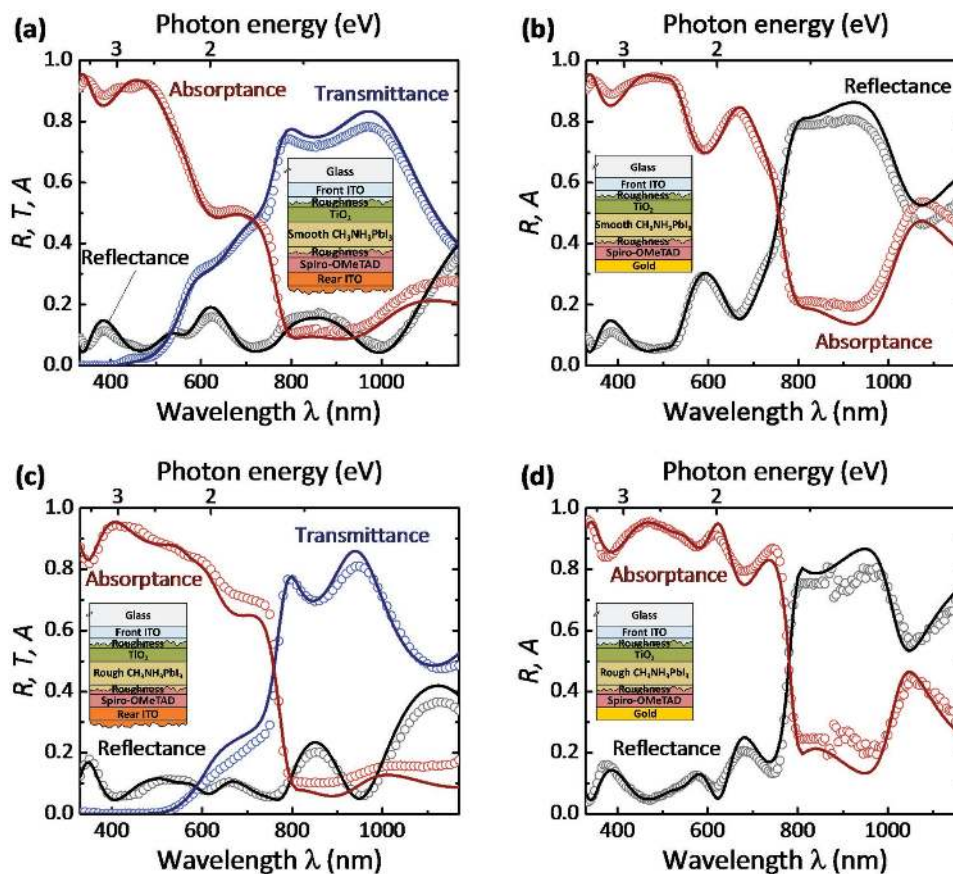 (a)
Photon energy (eV)
3 2
R, T, A
1.0
0.8
0.6
0.4
0.2
0.0
Absorptance
Transmittance
Reflectance
Glass
Front ITO
Roughness
TiO₂
Smooth CH₃NH₃PbI₃
Roughness
Spiro-OMeTAD
Rear ITO
400 600 800 1000
Wavelength λ (nm)
(b)
Photon energy (eV)
3 2
R, A
1.0
0.8
0.6
0.4
0.2
0.0
Reflectance
Glass
Front ITO
Roughness
TiO₂
Smooth CH₃NH₃PbI₃
Roughness
Spiro-OMeTAD
Gold
Absorptance
400 600 800 1000
Wavelength λ (nm)
(c)
Photon energy (eV)
3 2
R, T, A
1.0
0.8
0.6
0.4
0.2
0.0
Transmittance
Absorptance
Glass
Front ITO
Roughness
TiO₂
Rough CH₃NH₃PbI₃
Roughness
Spiro-OMeTAD
Rear ITO
Reflectance
400 600 800 1000
Wavelength λ (nm)
(d)
Photon energy (eV)
3 2
R, A
1.0
0.8
0.6
0.4
0.2
0.0
Absorptance
Glass
Front ITO
Roughness
TiO₂
Rough CH₃NH₃PbI₃
Roughness
Spiro-OMeTAD
Gold
Reflectance
400 600 800 1000
Wavelength λ (nm)